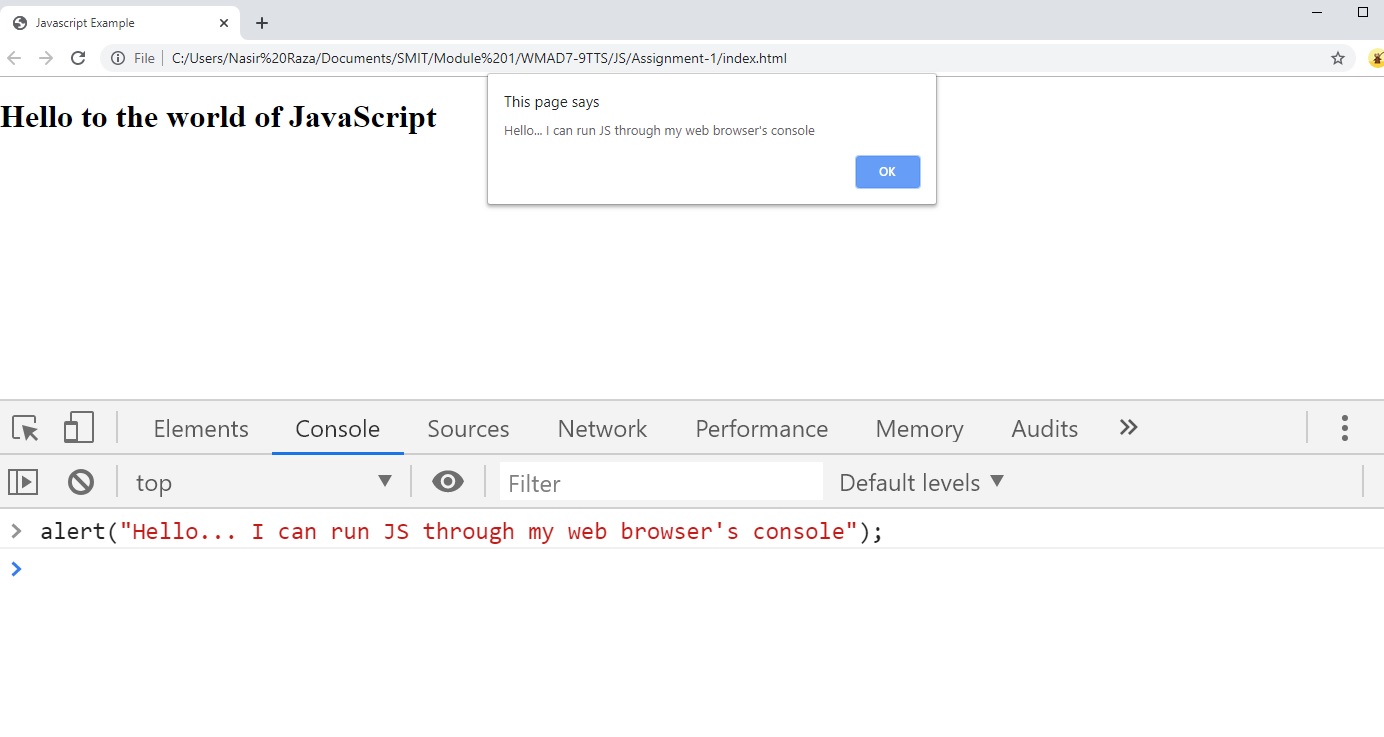 Javascript Example
File C:/Users/Nasir%20Raza/Documents/SMIT/Module%201/WMAD7-9TTS/JS/Assignment-1/index.html
Hello to the world of JavaScript
This page says
Hello... I can run JS through my web browser's console
OK
Elements Console Sources Network Performance Memory Audits
top Filter Default levels
alert("Hello... I can run JS through my web browser's console");